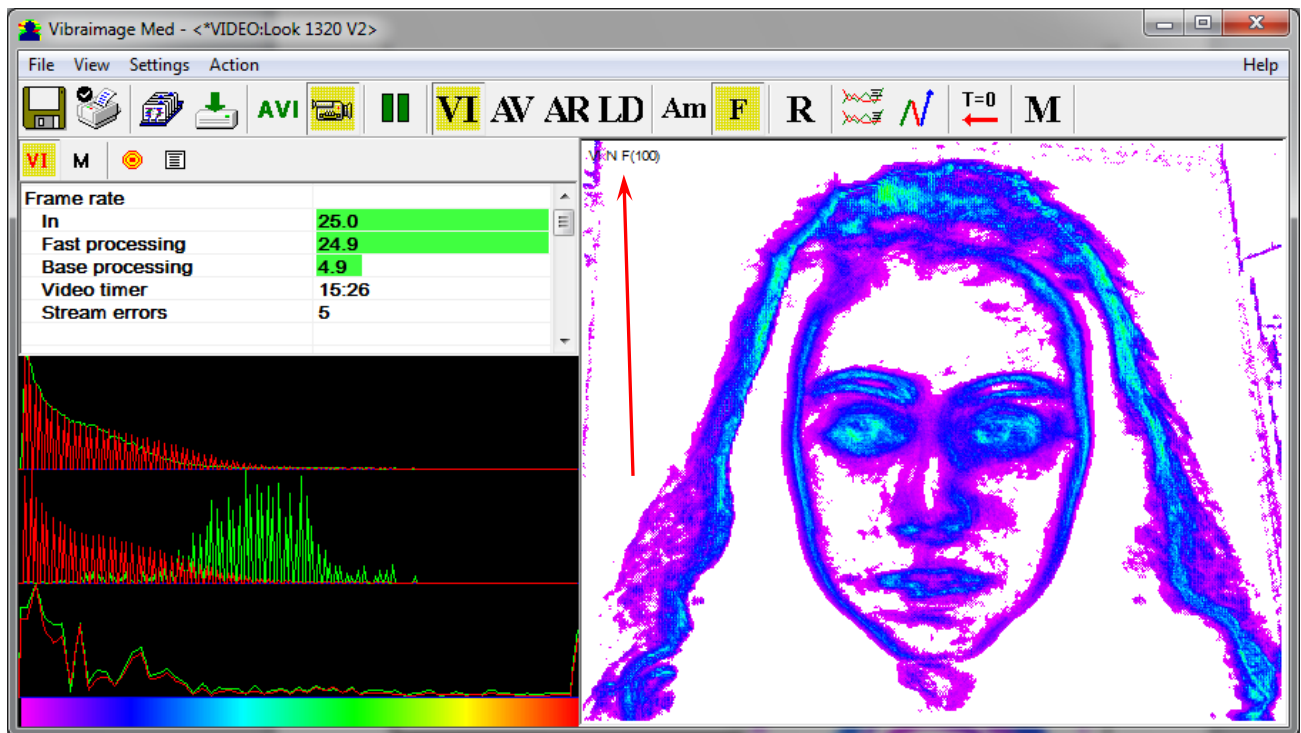 Vibraimage Med - <*VIDEO:Look 1320 V2>
File View Settings Action Help
AVI VI AV AR LD Am F R T=0 M
VI M
Frame rate
In 25.0
Fast processing 24.9
Base processing 4.9
Video timer 15:26
Stream errors 5
N F(100)